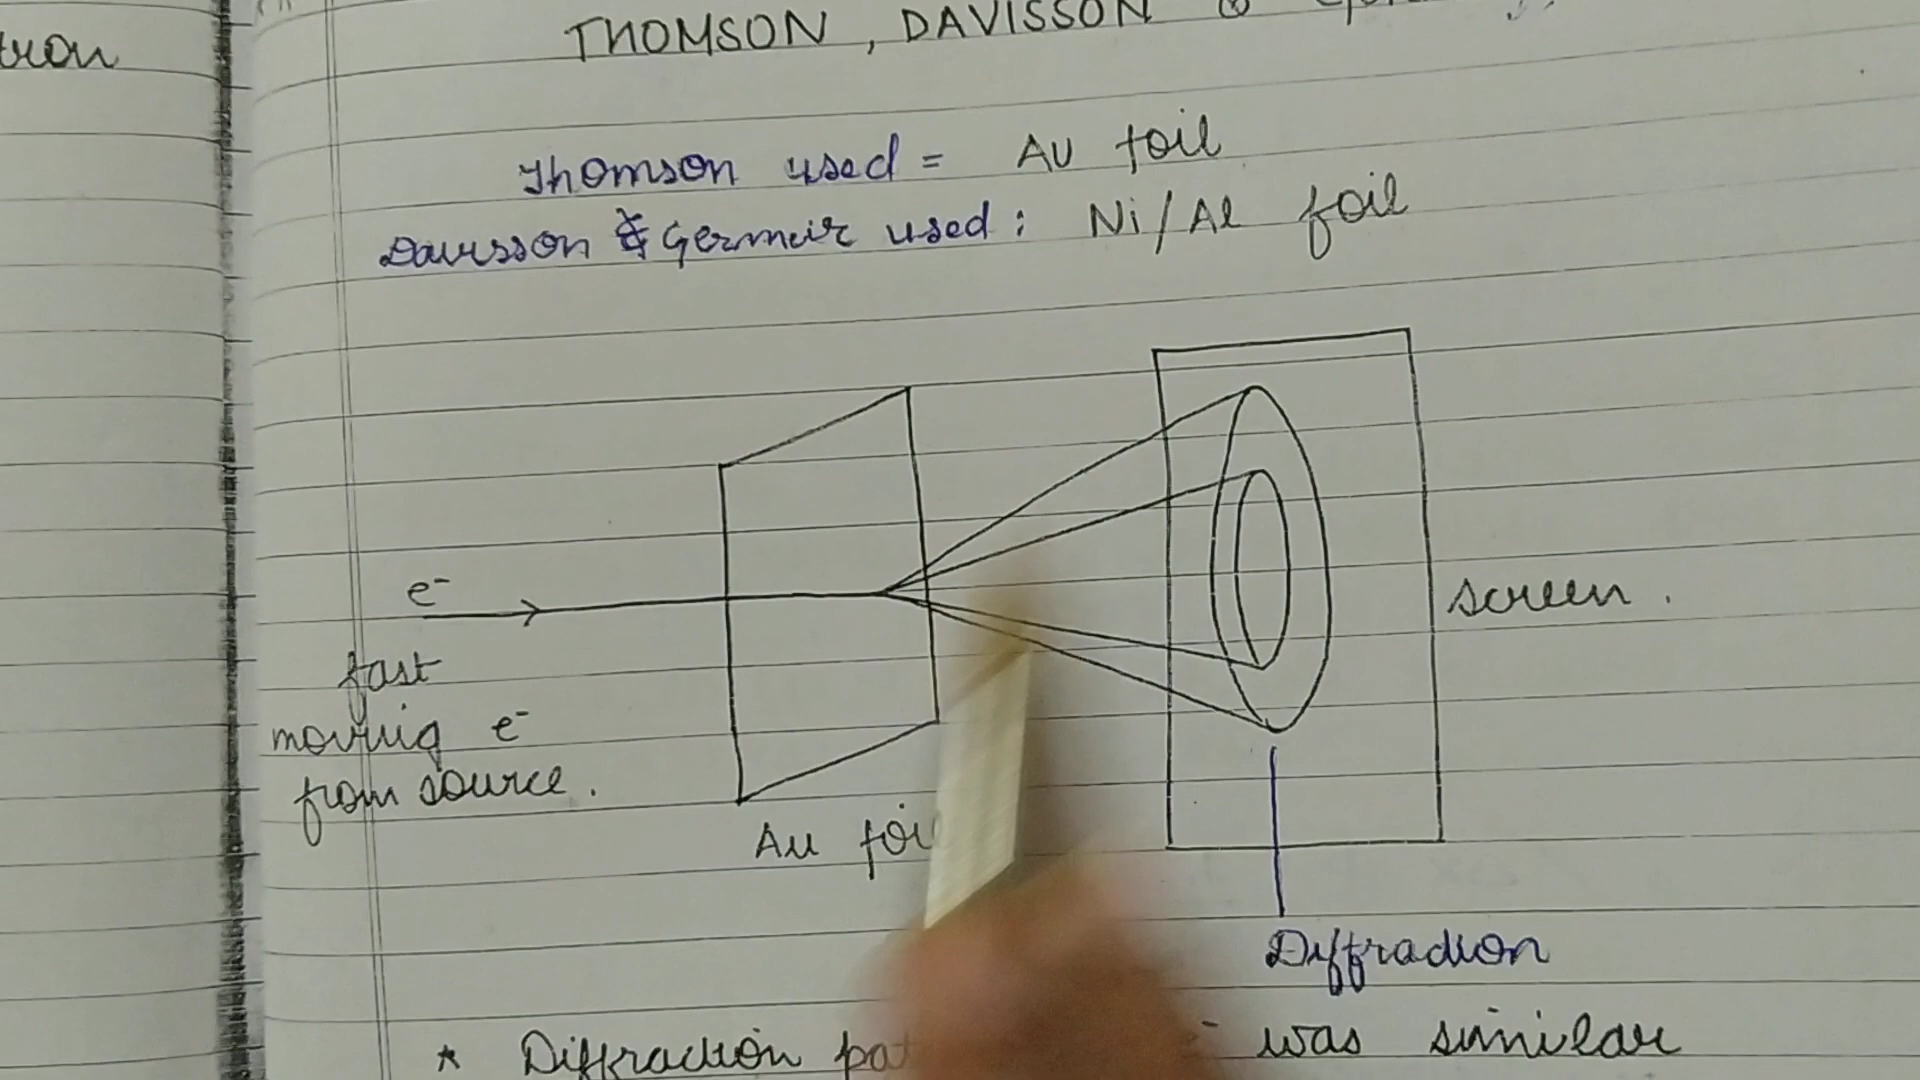 tron
THOMSON, DAVISSON &
Thomson used = Au foil
Davisson & Germeir used: Ni/Al foil
e-
fast
moving e-
from source.
Au
screen.
Diffraction
* Diffraction was similar